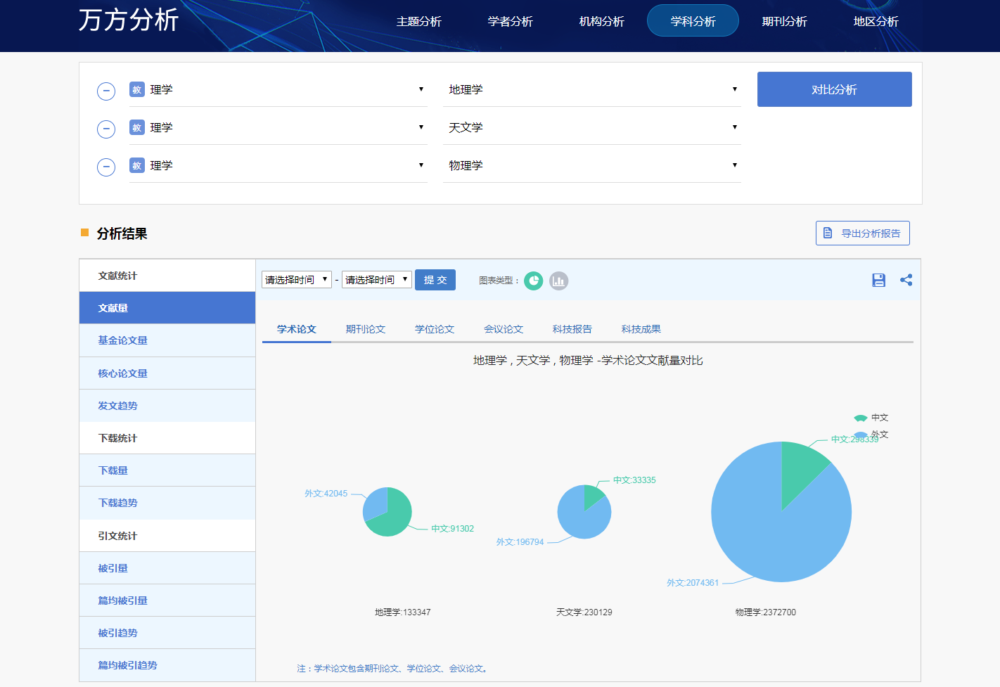 万方分析
主题分析 学者分析 机构分析 学科分析 期刊分析 地区分析
教 理学 地理学 对比分析
教 理学 天文学
教 理学 物理学
分析结果 导出分析报告
文献统计
文献量
基金论文量
核心论文量
发文趋势
下载统计
下载量
下载趋势
引文统计
被引量
篇均被引量
被引趋势
篇均被引趋势
请选择时间 - 请选择时间 提交 图表类型：
学术论文 期刊论文 学位论文 会议论文 科技报告 科技成果
地理学 , 天文学 , 物理学 -学术论文文献量对比
中文
外文
中文:298339
中文:33335
外文:42045
中文:91302
外文:196794
外文:2074361
地理学:133347 天文学:230129 物理学:2372700
注：学术论文包含期刊论文、学位论文、会议论文。